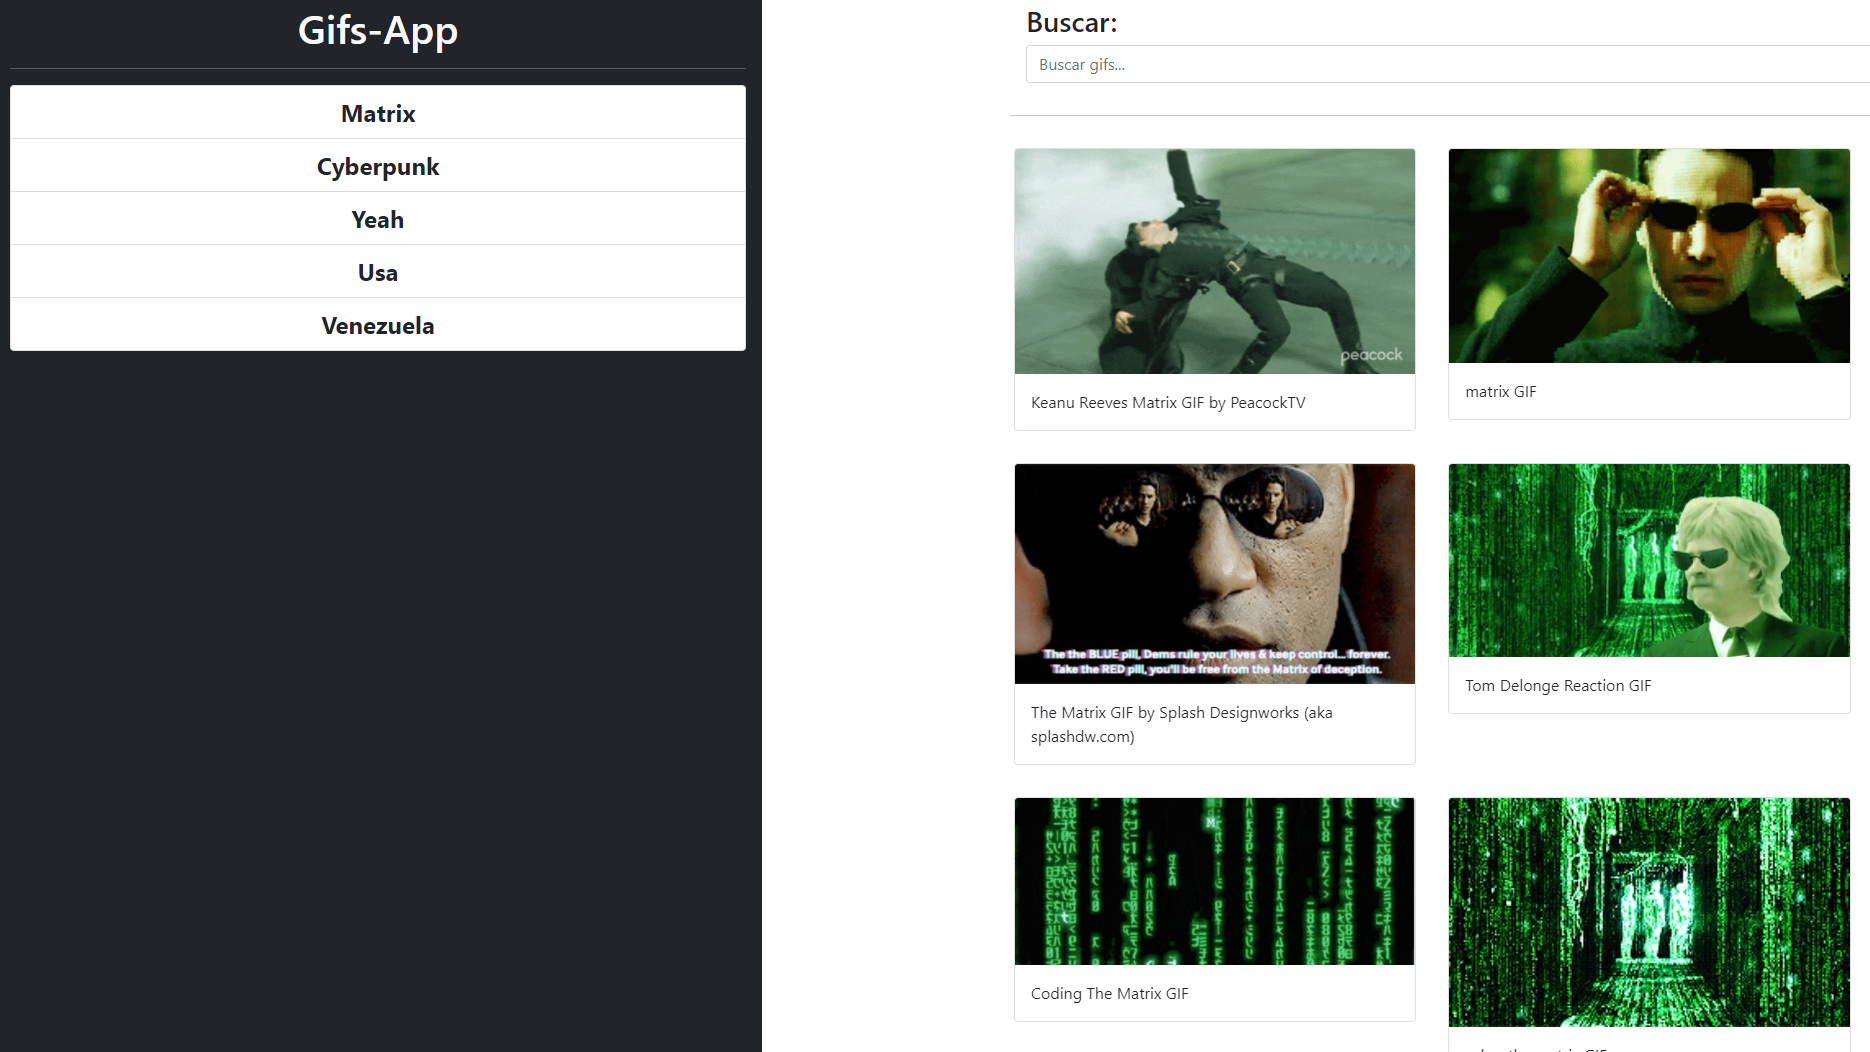 Gifs-App
Matrix
Cyberpunk
Yeah
Usa
Venezuela
Buscar:
Buscar gifs...
peacock
Keanu Reeves Matrix GIF by PeacockTV
matrix GIF
The the BLUE pill, Dems rule your lives & keep control... forever.
Take the RED pill, you'll be free from the Matrix of deception.
The Matrix GIF by Splash Designworks (aka
splashdw.com)
Tom Delonge Reaction GIF
Coding The Matrix GIF